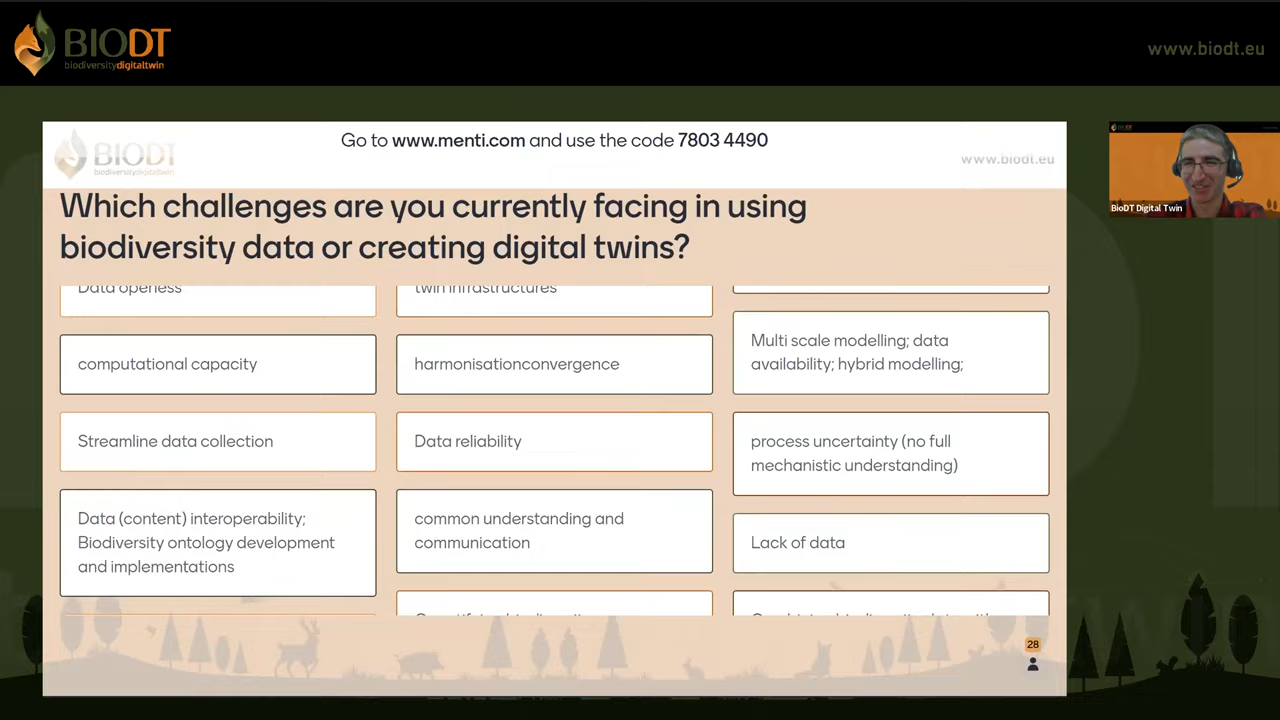 BIODT
biodiversitydigitaltwin
www.biodt.eu
Go to www.menti.com and use the code 7803 4490
BIODT
biodiversitydigitaltwin
www.biodt.eu
Which challenges are you currently facing in using
biodiversity data or creating digital twins?
Data openess
computational capacity
Streamline data collection
Data (content) interoperability;
Biodiversity ontology development
and implementations
twin infrastructures
harmonisationconvergence
Data reliability
common understanding and
communication
Multi scale modelling; data
availability; hybrid modelling;
process uncertainty (no full
mechanistic understanding)
Lack of data
28
BioDT Digital Twin